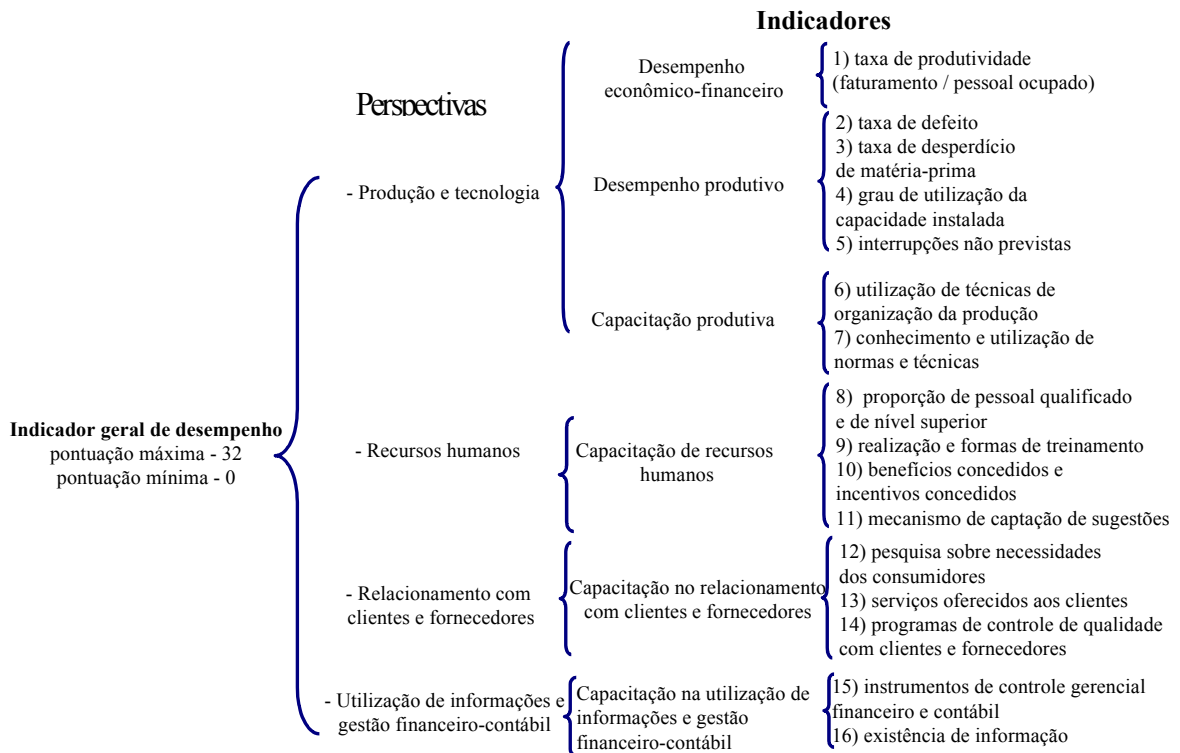 Indicadores
Perspectivas
Indicador geral de desempenho
pontuação máxima - 32
pontuação mínima - 0
- Produção e tecnologia
Desempenho
econômico-financeiro
1) taxa de produtividade
(faturamento / pessoal ocupado)
Desempenho produtivo
2) taxa de defeito
3) taxa de desperdício
de matéria-prima
4) grau de utilização da
capacidade instalada
5) interrupções não previstas
Capacitação produtiva
6) utilização de técnicas de
organização da produção
7) conhecimento e utilização de
normas e técnicas
- Recursos humanos
Capacitação de recursos
humanos
8) proporção de pessoal qualificado
e de nível superior
9) realização e formas de treinamento
10) benefícios concedidos e
incentivos concedidos
11) mecanismo de captação de sugestões
- Relacionamento com
clientes e fornecedores
Capacitação no relacionamento
com clientes e fornecedores
12) pesquisa sobre necessidades
dos consumidores
13) serviços oferecidos aos clientes
14) programas de controle de qualidade
com clientes e fornecedores
- Utilização de informações e
gestão financeiro-contábil
Capacitação na utilização de
informações e gestão
financeiro-contábil
15) instrumentos de controle gerencial
financeiro e contábil
16) existência de informação